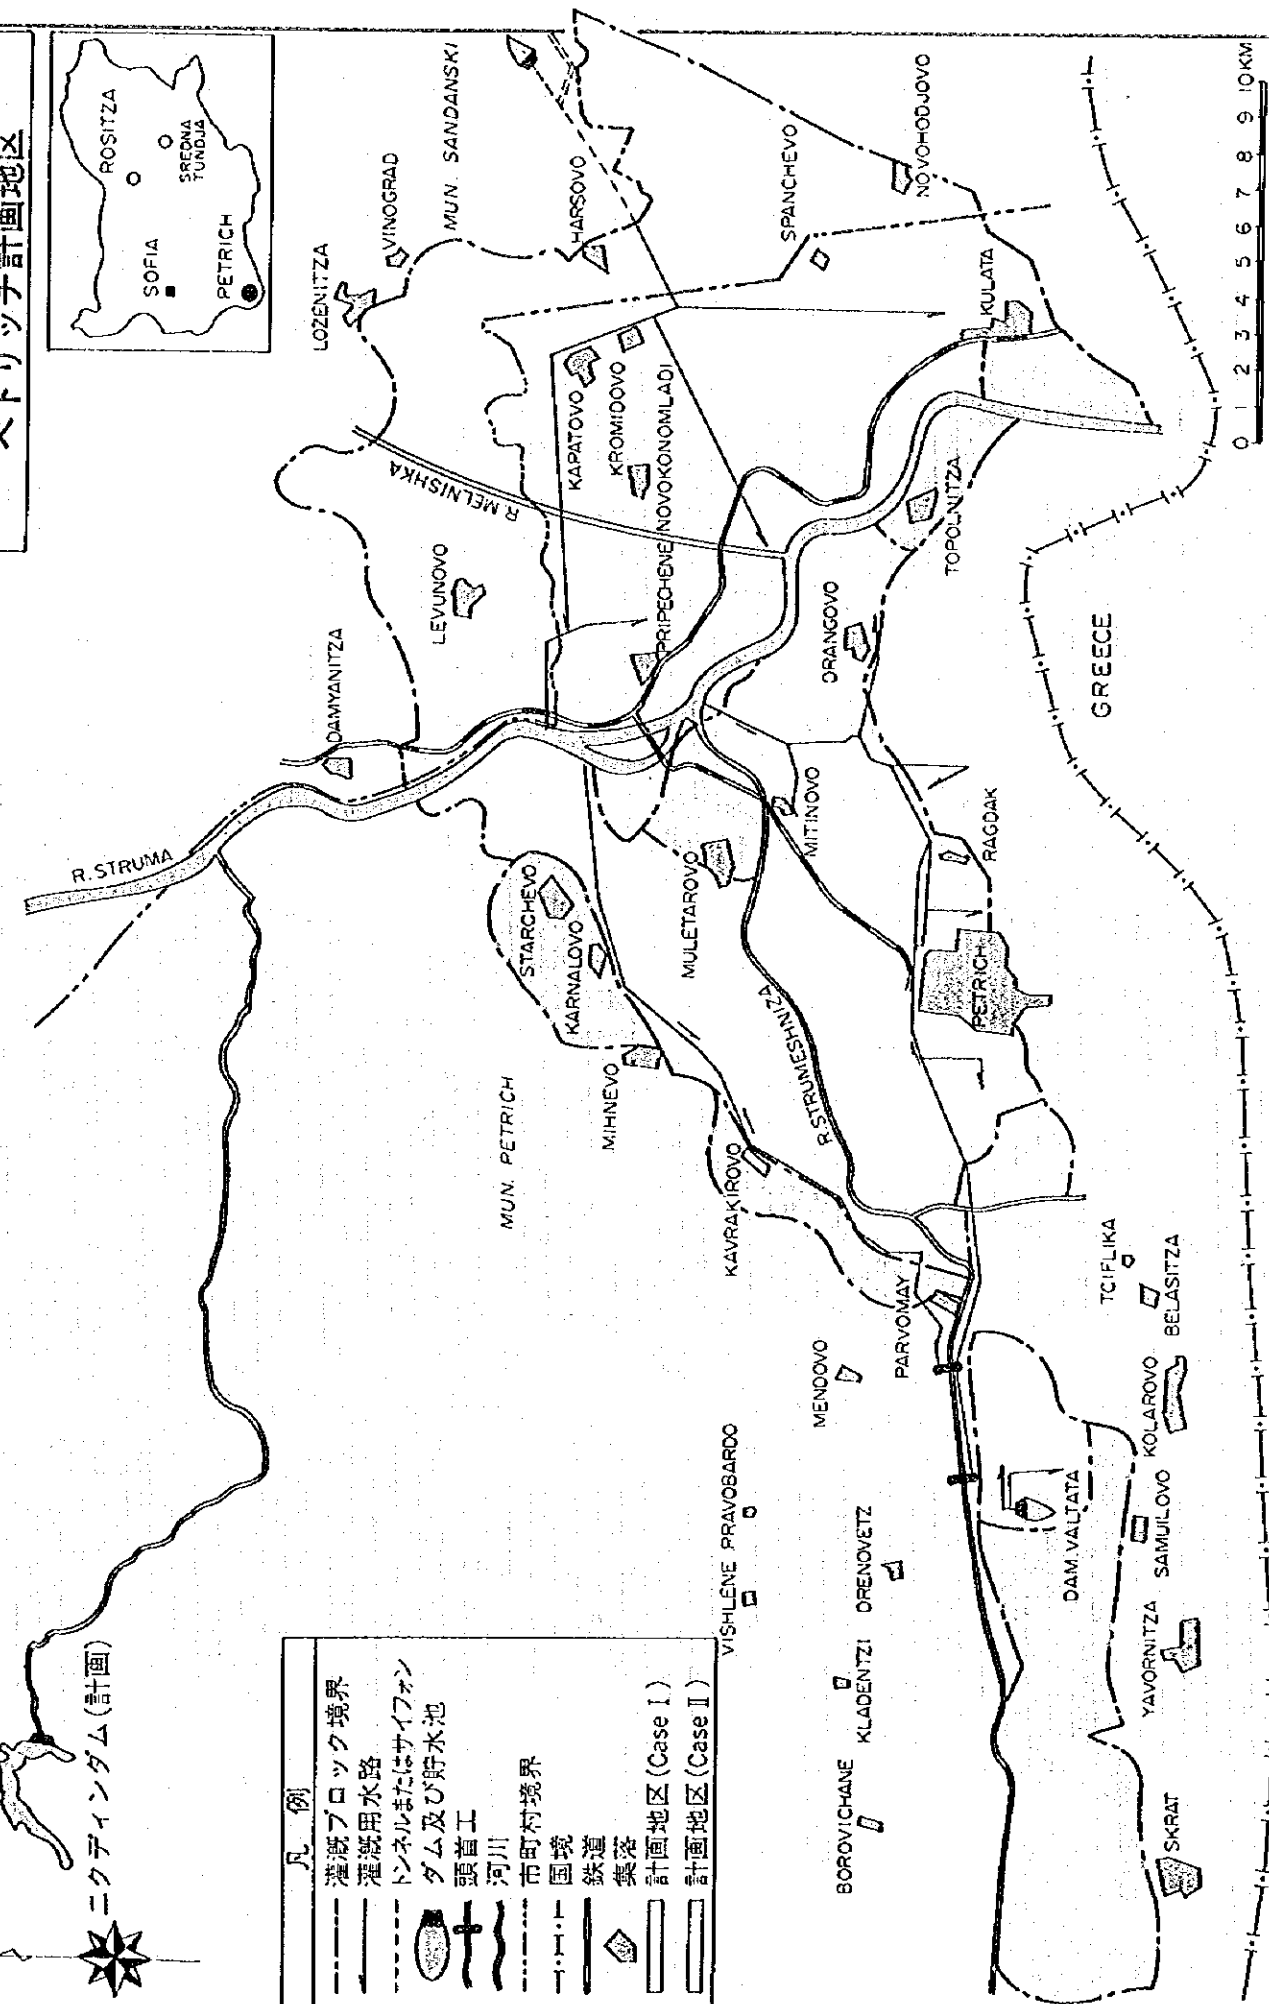 ペトリッチ計画地区
ROSITZA
SOFIA
SREDNA
TUNDJA
PETRICH
ニクディンダム(計画)
R. STRUMA
DAMYANITZA
LEVUNOVO
LOZENITZA
VINOGRAD
MUN. SANDANSKI
R. MELNISHKA
HARSOVO
KAPATOVO
KROMIDOVO
NOVOKONOMLADI
PRIPECHENE
SPANCHEVO
NOVOHODJOVO
KULATA
TOPOLNITZA
DRANGOVO
GREECE
STARCHEVO
KARNALOVO
MIHNEVO
MULETAROVO
MITINOVO
RAGDAK
PETRICH
MUN. PETRICH
R. STRUMESHNIZA
KAVRAKIROVO
PARVOMAY
MENDOVO
TCIFLIKA
BELASITZA
KOLAROVO
SAMUILOVO
DAM. VALTATA
YAVORNITZA
SKRAT
VISHLENE
PRAVOBARDO
DRENOVETZ
KLADENTZI
BOROVICHANE
凡 例
灌漑ブロック境界
灌漑用水路
トンネルまたはサイフォン
ダム及び貯水池
頭首工
河川
市町村境界
国境
鉄道
集落
計画地区(Case I)
計画地区(Case II)
0 1 2 3 4 5 6 7 8 9 10KM